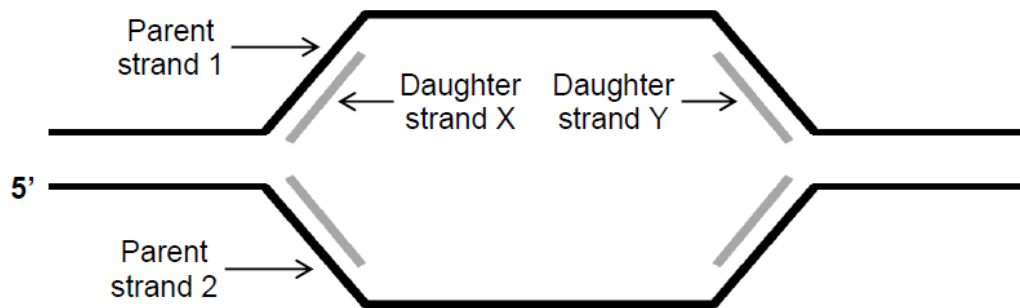 Parent
strand 1
Daughter
strand X
Daughter
strand Y
5’
Parent
strand 2